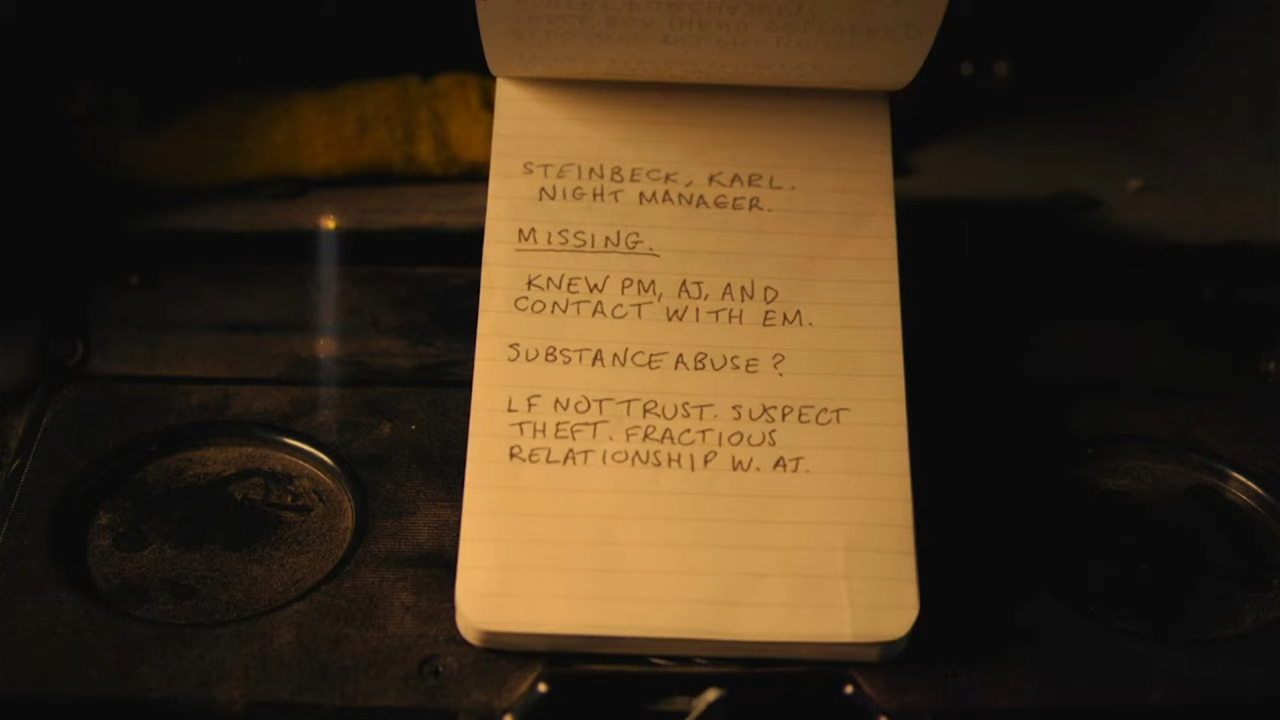 STEINBECK, KARL.
NIGHT MANAGER.
MISSING.
KNEW PM, AJ, AND
CONTACT WITH EM.
SUBSTANCE ABUSE?
LF NOT TRUST. SUSPECT
THEFT. FRACTIOUS
RELATIONSHIP W. AJ.